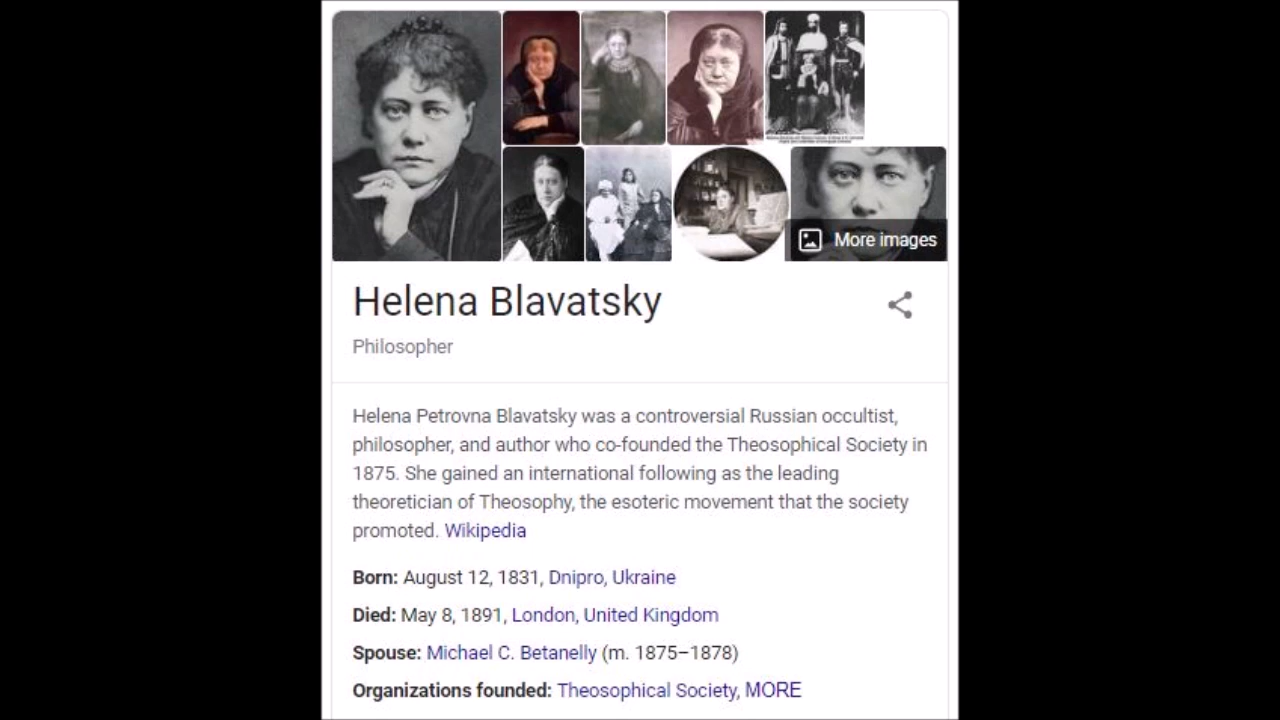 More images
Helena Blavatsky
Philosopher
Helena Petrovna Blavatsky was a controversial Russian occultist,
philosopher, and author who co-founded the Theosophical Society in
1875. She gained an international following as the leading
theoretician of Theosophy, the esoteric movement that the society
promoted. Wikipedia
Born: August 12, 1831, Dnipro, Ukraine
Died: May 8, 1891, London, United Kingdom
Spouse: Michael C. Betanelly (m. 1875–1878)
Organizations founded: Theosophical Society, MORE